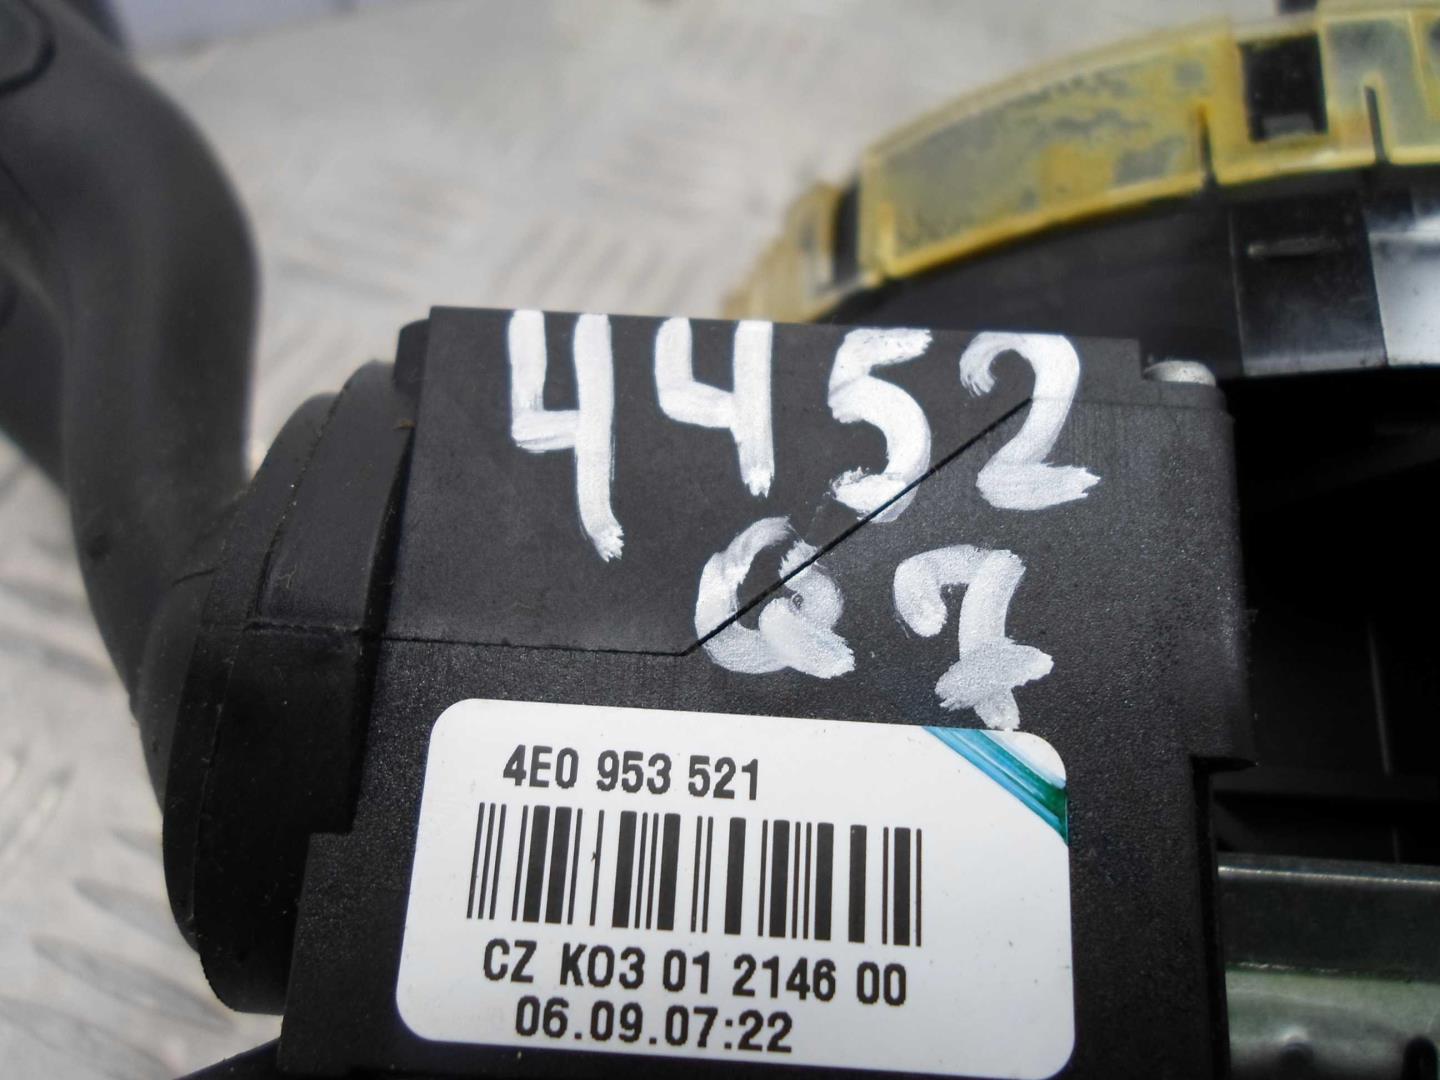 4452
Q7
4E0 953 521
CZ K03 01 2146 00
06.09.07:22